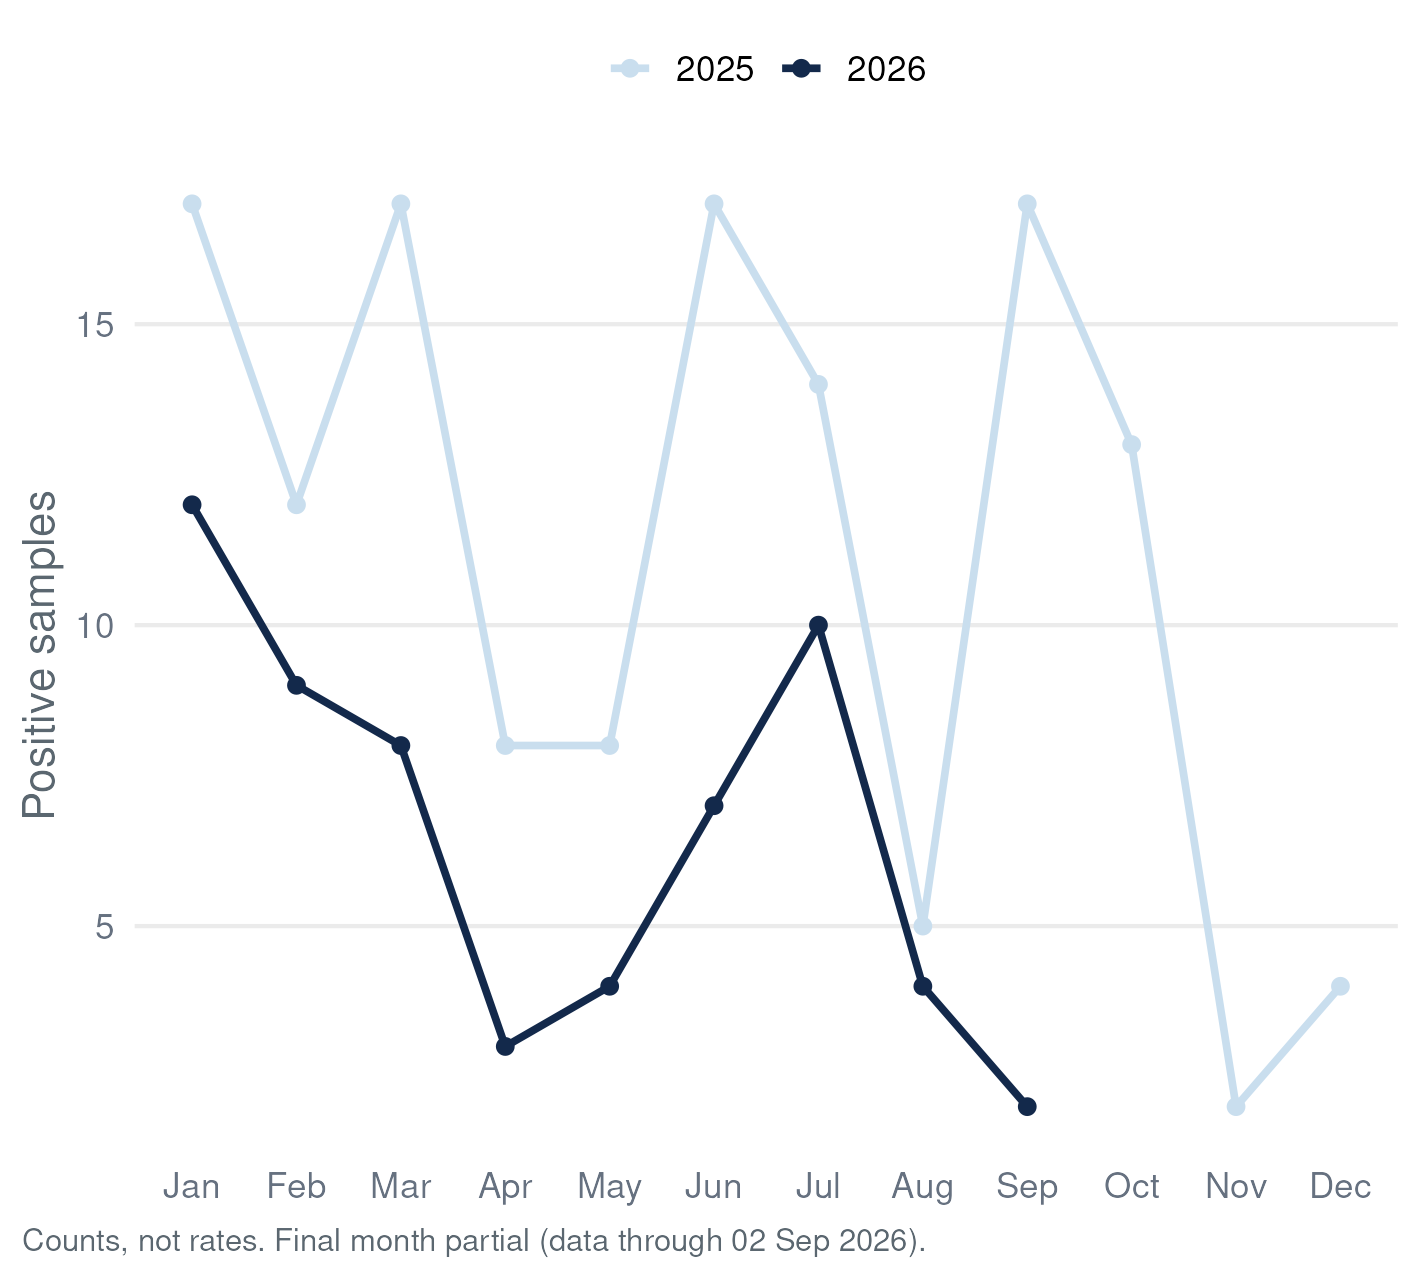 2025 2026
Positive samples
15
10
5
Jan Feb Mar Apr May Jun Jul Aug Sep Oct Nov Dec
Counts, not rates. Final month partial (data through 02 Sep 2026).